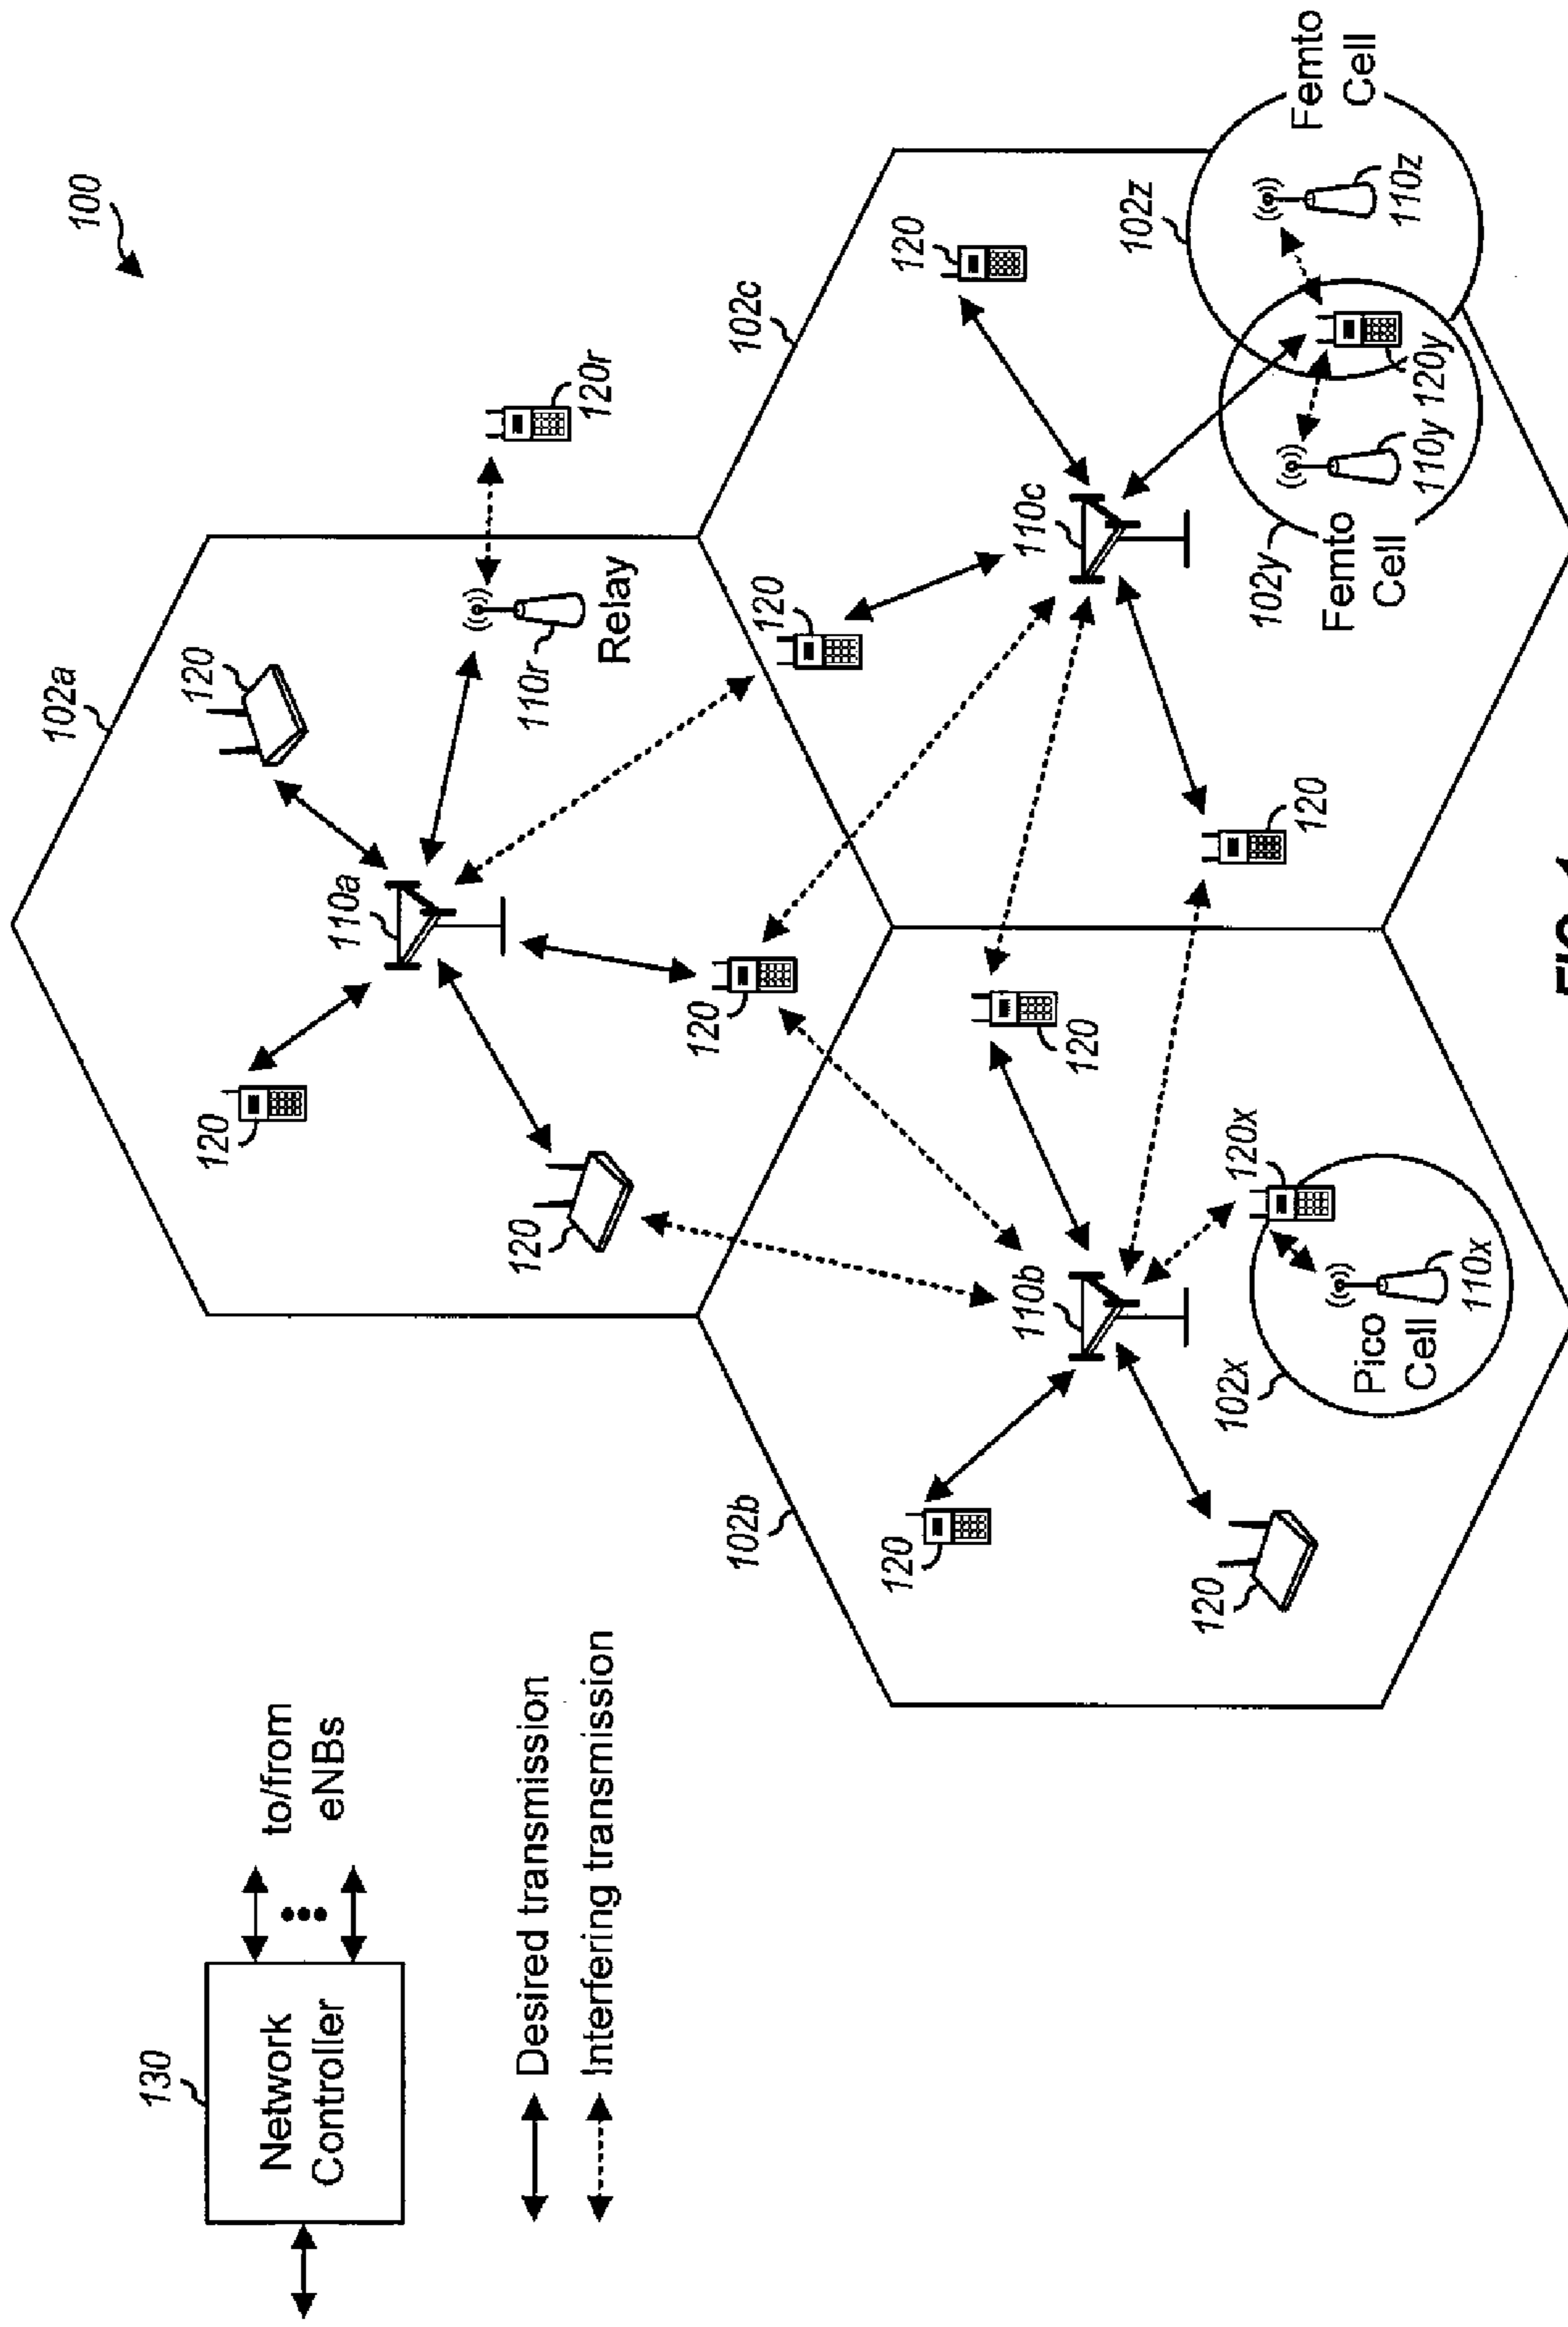 100
130
Network
Controller
to/from
eNBs
Desired transmission
Interfering transmission
102a
120
110a
120
120
120
110r
Relay
120r
102b
120
110b
120
120
102x
Pico
Cell
110x
120x
102c
120
110c
120
120
102y
Femto
Cell
110y
120y
102z
110z
Femto
Cell